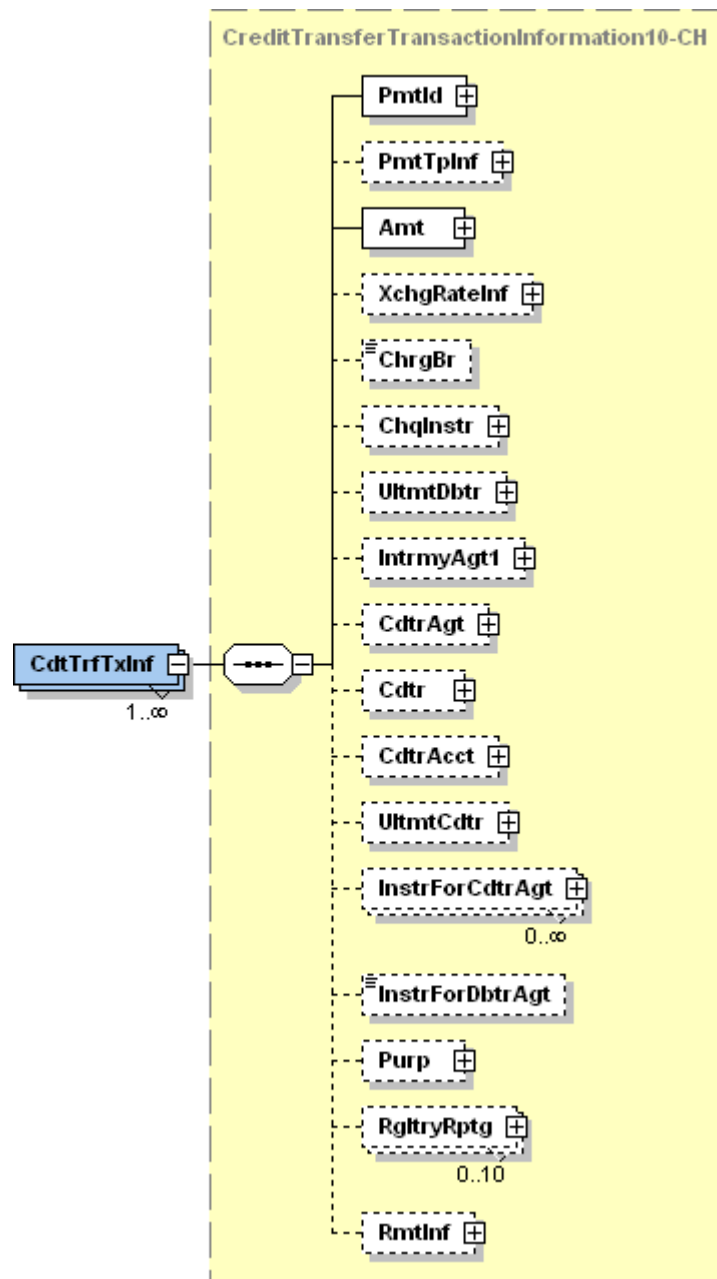 CreditTransferTransactionInformation10-CH
PmtId
PmtTpInf
Amt
XchgRateInf
ChrgBr
ChqInstr
UltmtDbtr
IntrmyAgt1
CdtrAgt
CdtTrfTxInf
1..∞
Cdtr
CdtrAcct
UltmtCdtr
InstrForCdtrAgt
0..∞
InstrForDbtrAgt
Purp
RgltryRptg
0..10
RmtInf